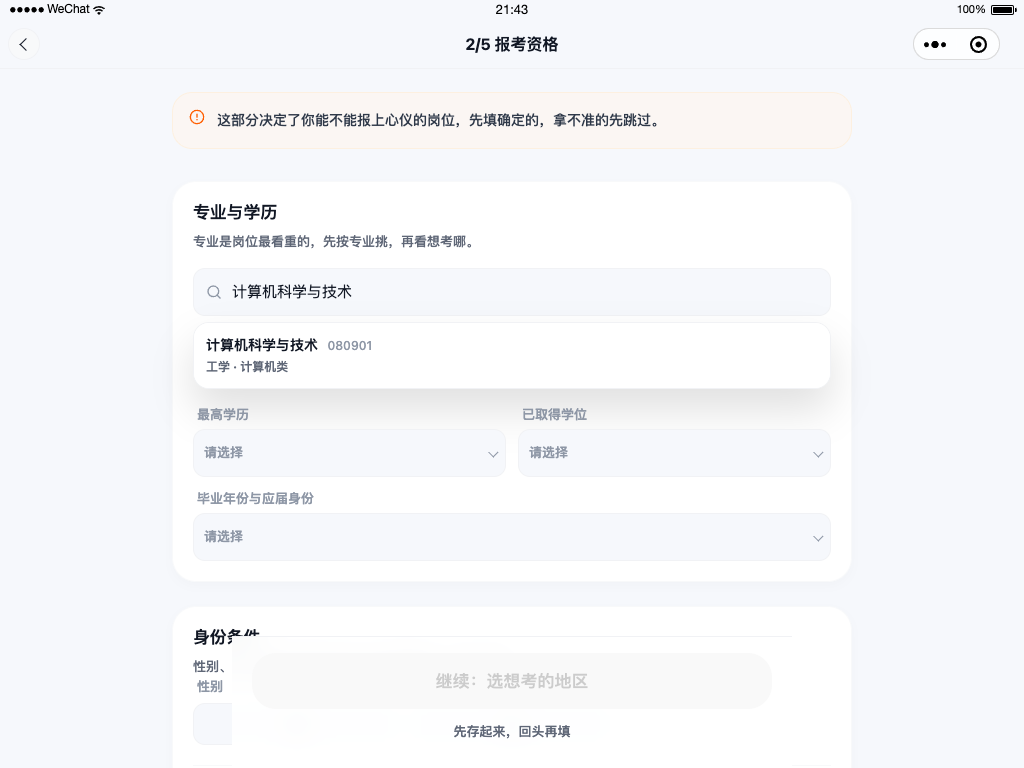 WeChat
21:43
100%
2/5 报考资格
这部分决定了你能不能报上心仪的岗位，先填确定的，拿不准的先跳过。
专业与学历
专业是岗位最看重的，先按专业挑，再看想考哪。
计算机科学与技术
计算机科学与技术 080901
工学 · 计算机类
最高学历
已取得学位
请选择
请选择
毕业年份与应届身份
请选择
身份条件
性别、
性别
继续：选想考的地区
先存起来，回头再填